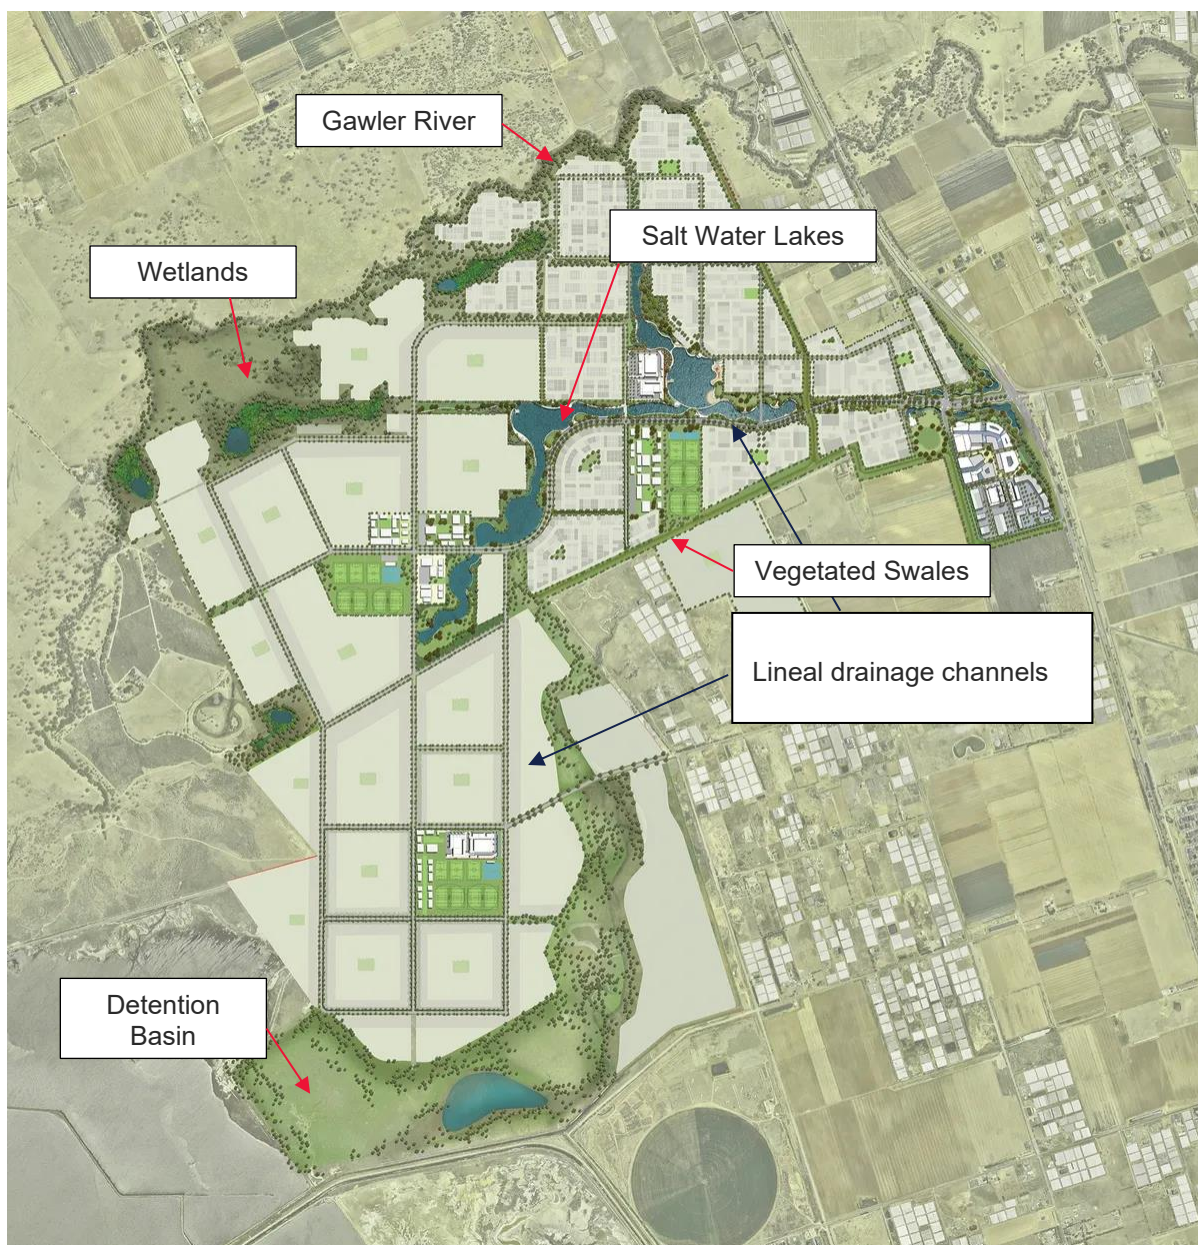 Gawler River
Salt Water Lakes
Wetlands
Vegetated Swales
Lineal drainage channels
Detention
Basin